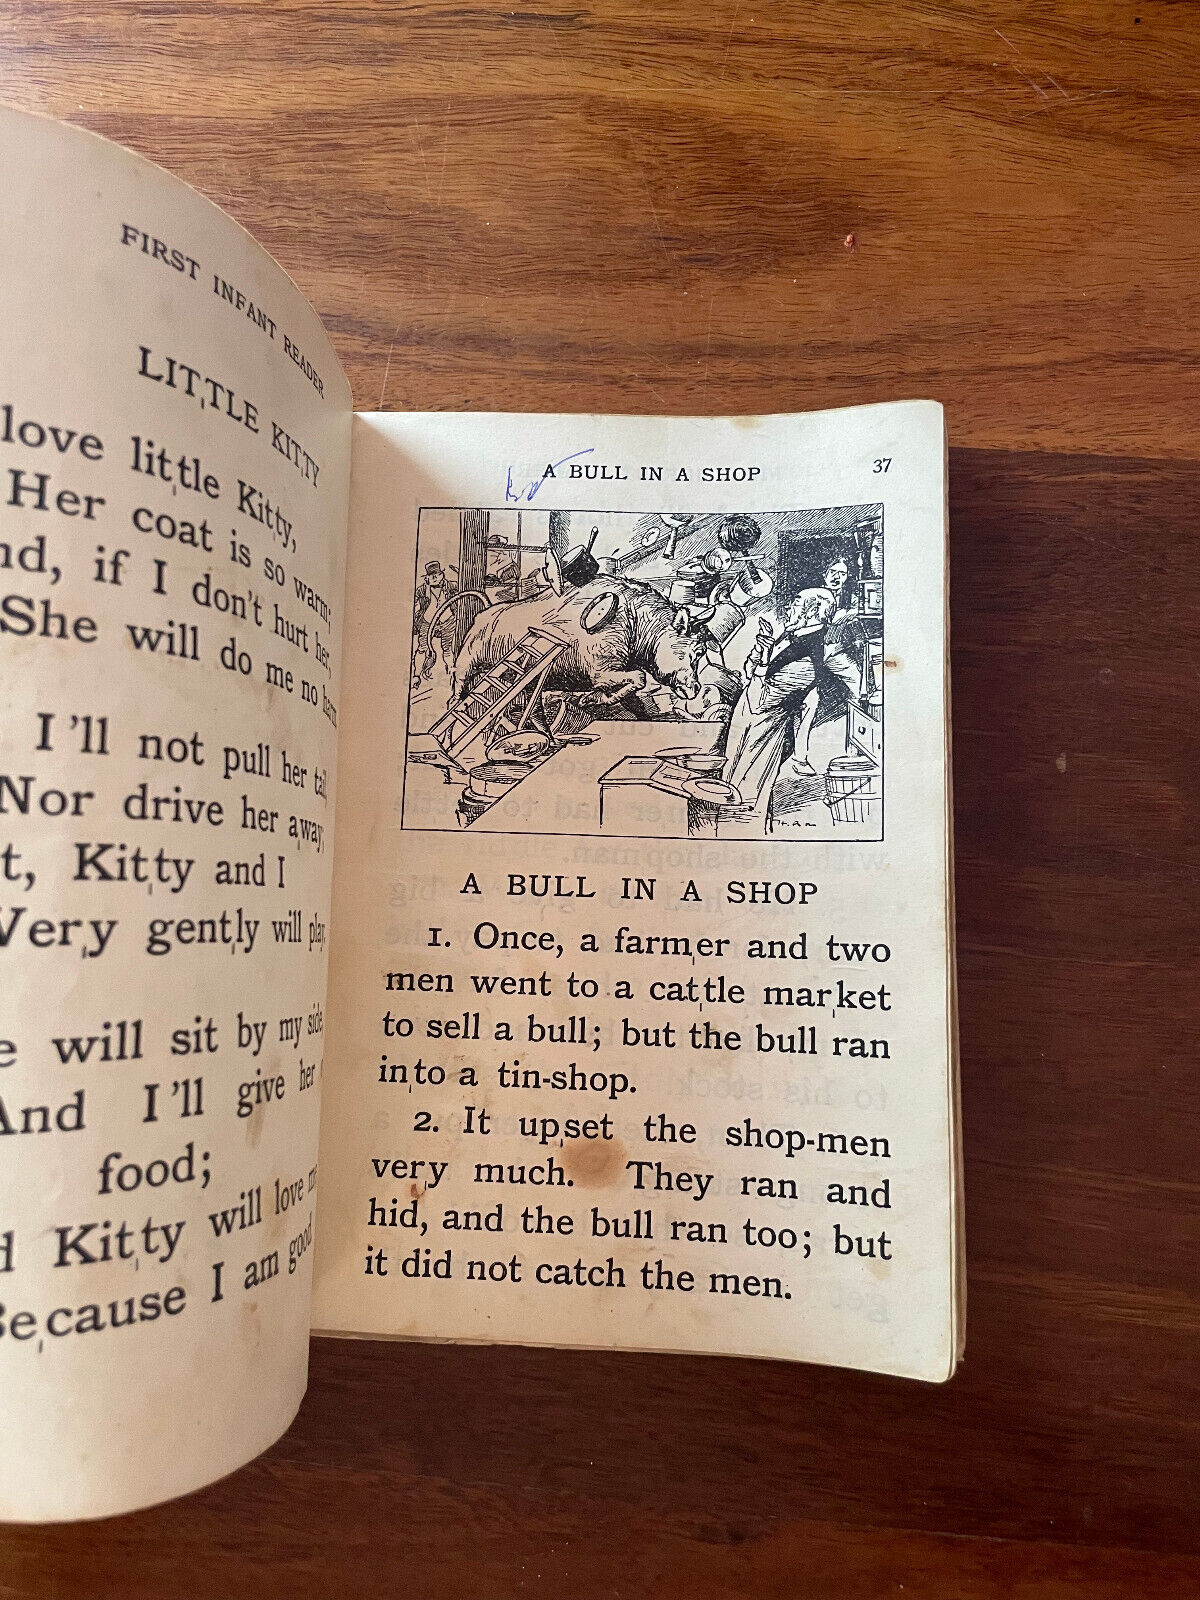 FIRST INFANT READER
LITTLE KITTY
love little Kitty,
Her coat is so warm;
nd, if I don't hurt her,
She will do me no harm
I'll not pull her tail,
Nor drive her away;
t, Kitty and I
Very gently will play.
e will sit by my side,
And I'll give her
food;
d Kitty will love
Because I am good
A BULL IN A SHOP 37
A BULL IN A SHOP
1. Once, a farmer and two
men went to a cattle market
to sell a bull; but the bull ran
into a tin-shop.
2. It upset the shop-men
very much. They ran and
hid, and the bull ran too; but
it did not catch the men.